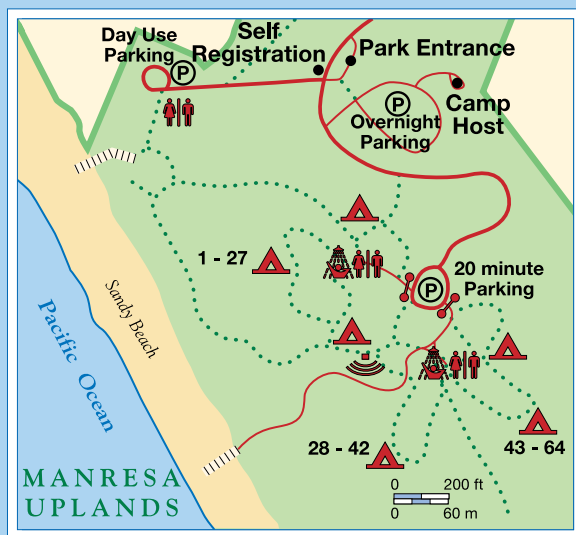 Day Use
Parking
P
Self
Registration
Park Entrance
P
Overnight
Parking
Camp
Host
1 - 27
20 minute
Parking
P
Sandy Beach
Pacific Ocean
28 - 42
43 - 64
MANRESA
UPLANDS
0 200 ft
0 60 m